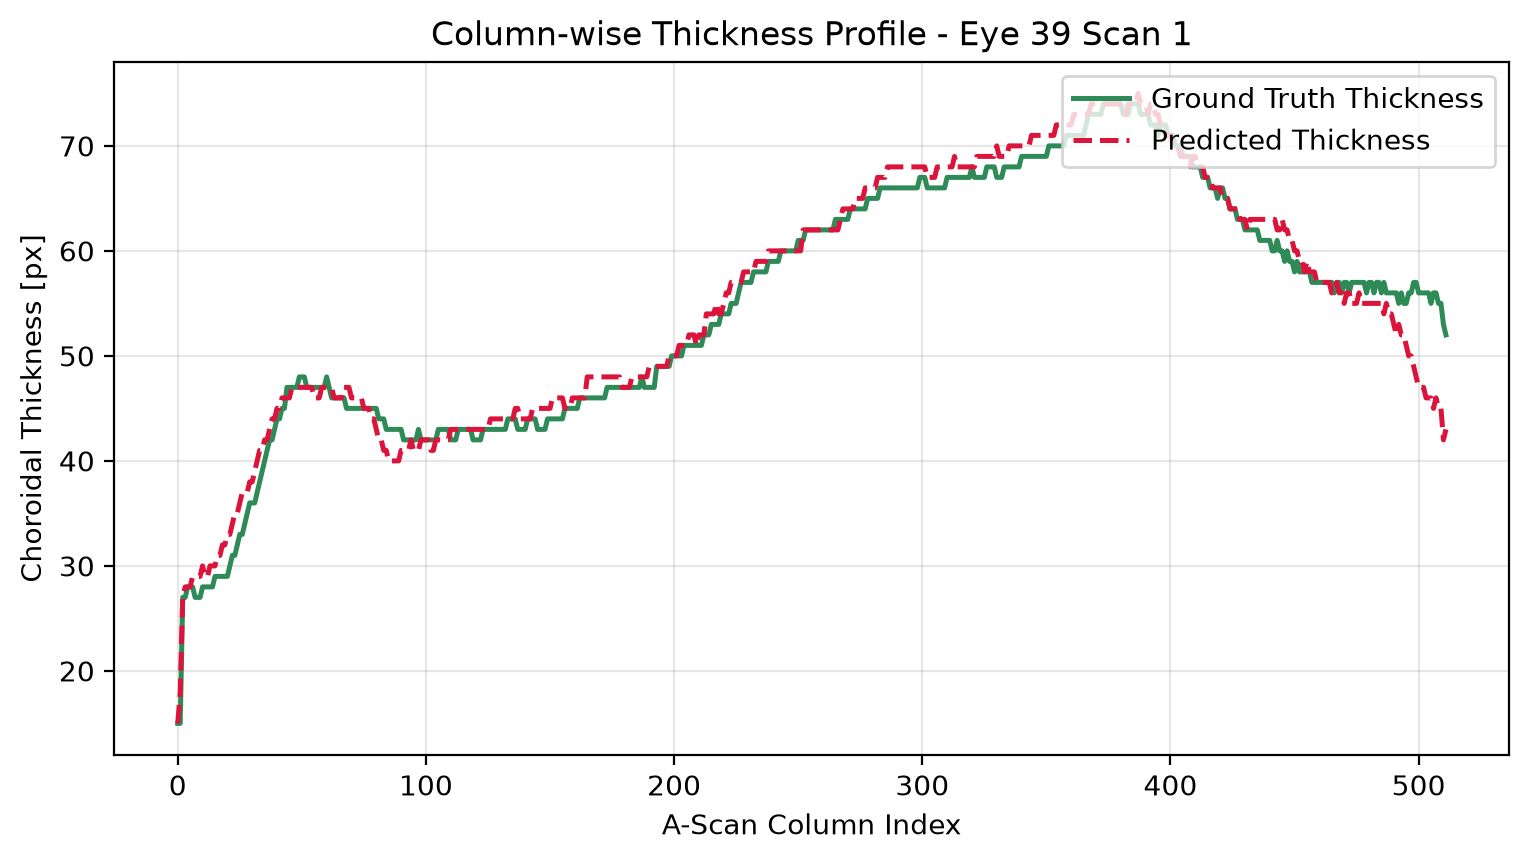 Column-wise Thickness Profile - Eye 39 Scan 1
Ground Truth Thickness
Predicted Thickness
Choroidal Thickness [px]
70
60
50
40
30
20
0 100 200 300 400 500
A-Scan Column Index